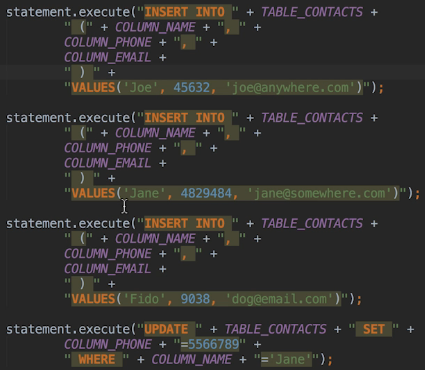 statement.execute("INSERT INTO " + TABLE_CONTACTS +
" (" + COLUMN_NAME + ", " +
COLUMN_PHONE + ", " +
COLUMN_EMAIL +
" ) " +
"VALUES('Joe', 45632, 'joe@anywhere.com')");
statement.execute("INSERT INTO " + TABLE_CONTACTS +
" (" + COLUMN_NAME + ", " +
COLUMN_PHONE + ", " +
COLUMN_EMAIL +
" ) " +
"VALUES('Jane', 4829484, 'jane@somewhere.com')");
statement.execute("INSERT INTO " + TABLE_CONTACTS +
" (" + COLUMN_NAME + ", " +
COLUMN_PHONE + ", " +
COLUMN_EMAIL +
" ) " +
"VALUES('Fido', 9038, 'dog@email.com')");
statement.execute("UPDATE " + TABLE_CONTACTS + " SET " +
COLUMN_PHONE + "=5566789" +
" WHERE " + COLUMN_NAME + "='Jane'");